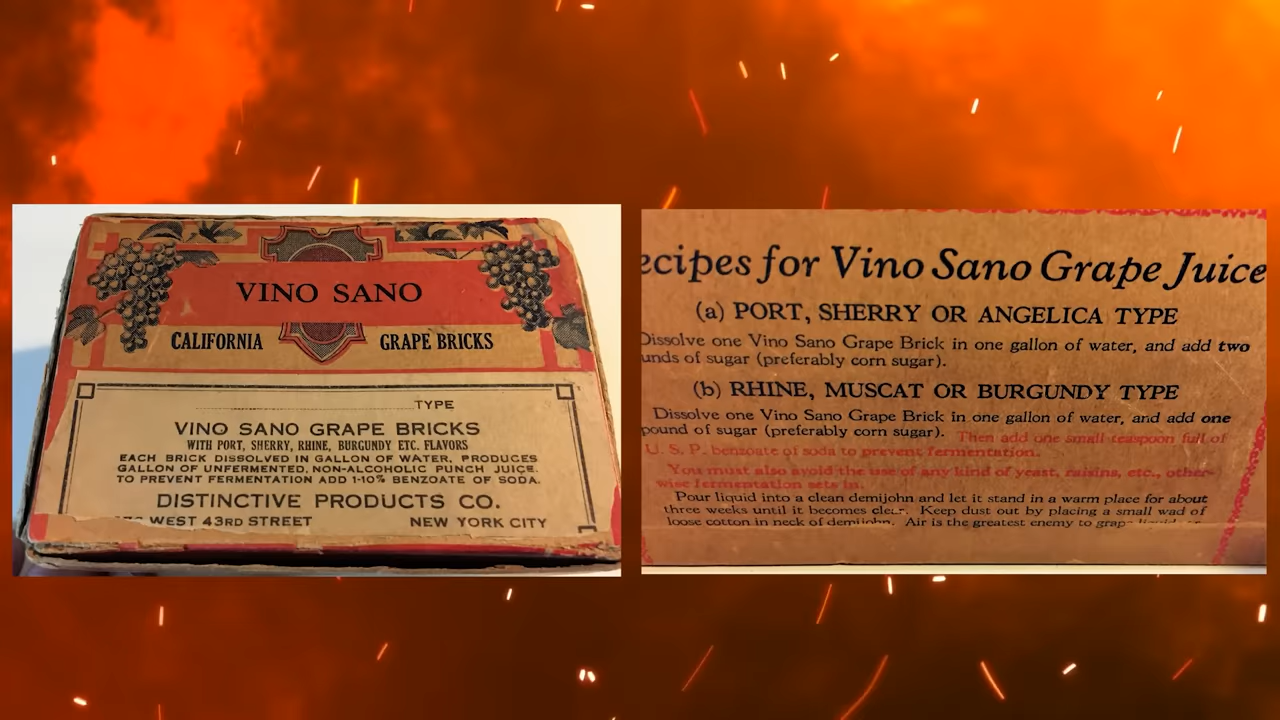 VINO SANO
CALIFORNIA GRAPE BRICKS
TYPE
VINO SANO GRAPE BRICKS
WITH PORT, SHERRY, RHINE, BURGUNDY ETC. FLAVORS
EACH BRICK DISSOLVED IN GALLON OF WATER, PRODUCES
GALLON OF UNFERMENTED, NON-ALCOHOLIC PUNCH JUICE.
TO PREVENT FERMENTATION ADD 1-10% BENZOATE OF SODA.
DISTINCTIVE PRODUCTS CO.
WEST 43RD STREET NEW YORK CITY
ecipes for Vino Sano Grape Juice
(a) PORT, SHERRY OR ANGELICA TYPE
Dissolve one Vino Sano Grape Brick in one gallon of water, and add two
unds of sugar (preferably corn sugar).
(b) RHINE, MUSCAT OR BURGUNDY TYPE
Dissolve one Vino Sano Grape Brick in one gallon of water, and add one
pound of sugar (preferably corn sugar). Then add one small teaspoon full of
U. S. P. benzoate of soda to prevent fermentation.
You must also avoid the use of any kind of yeast, raisins, etc., other-
wise fermentation sets in.
Pour liquid into a clean demijohn and let it stand in a warm place for about
three weeks until it becomes clear. Keep dust out by placing a small wad of
loose cotton in neck of demijohn. Air is the greatest enemy to grape